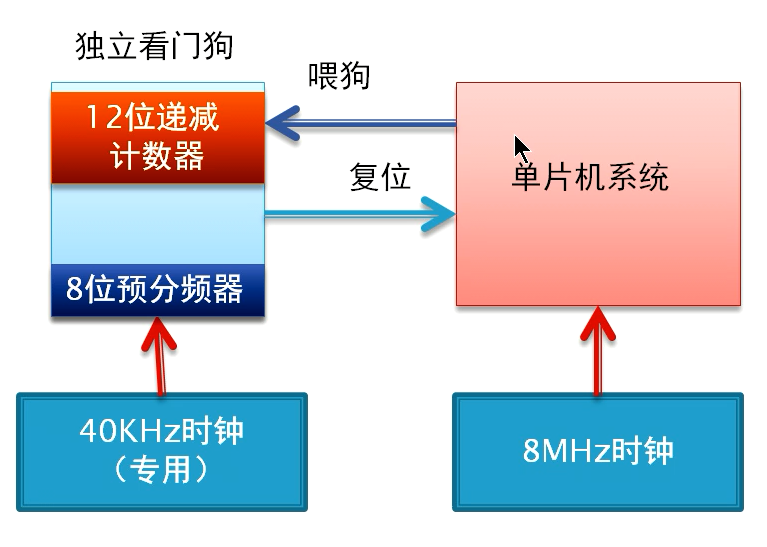 独立看门狗
喂狗
12位递减
计数器
复位
单片机系统
8位预分频器
40KHz时钟
（专用）
8MHz时钟